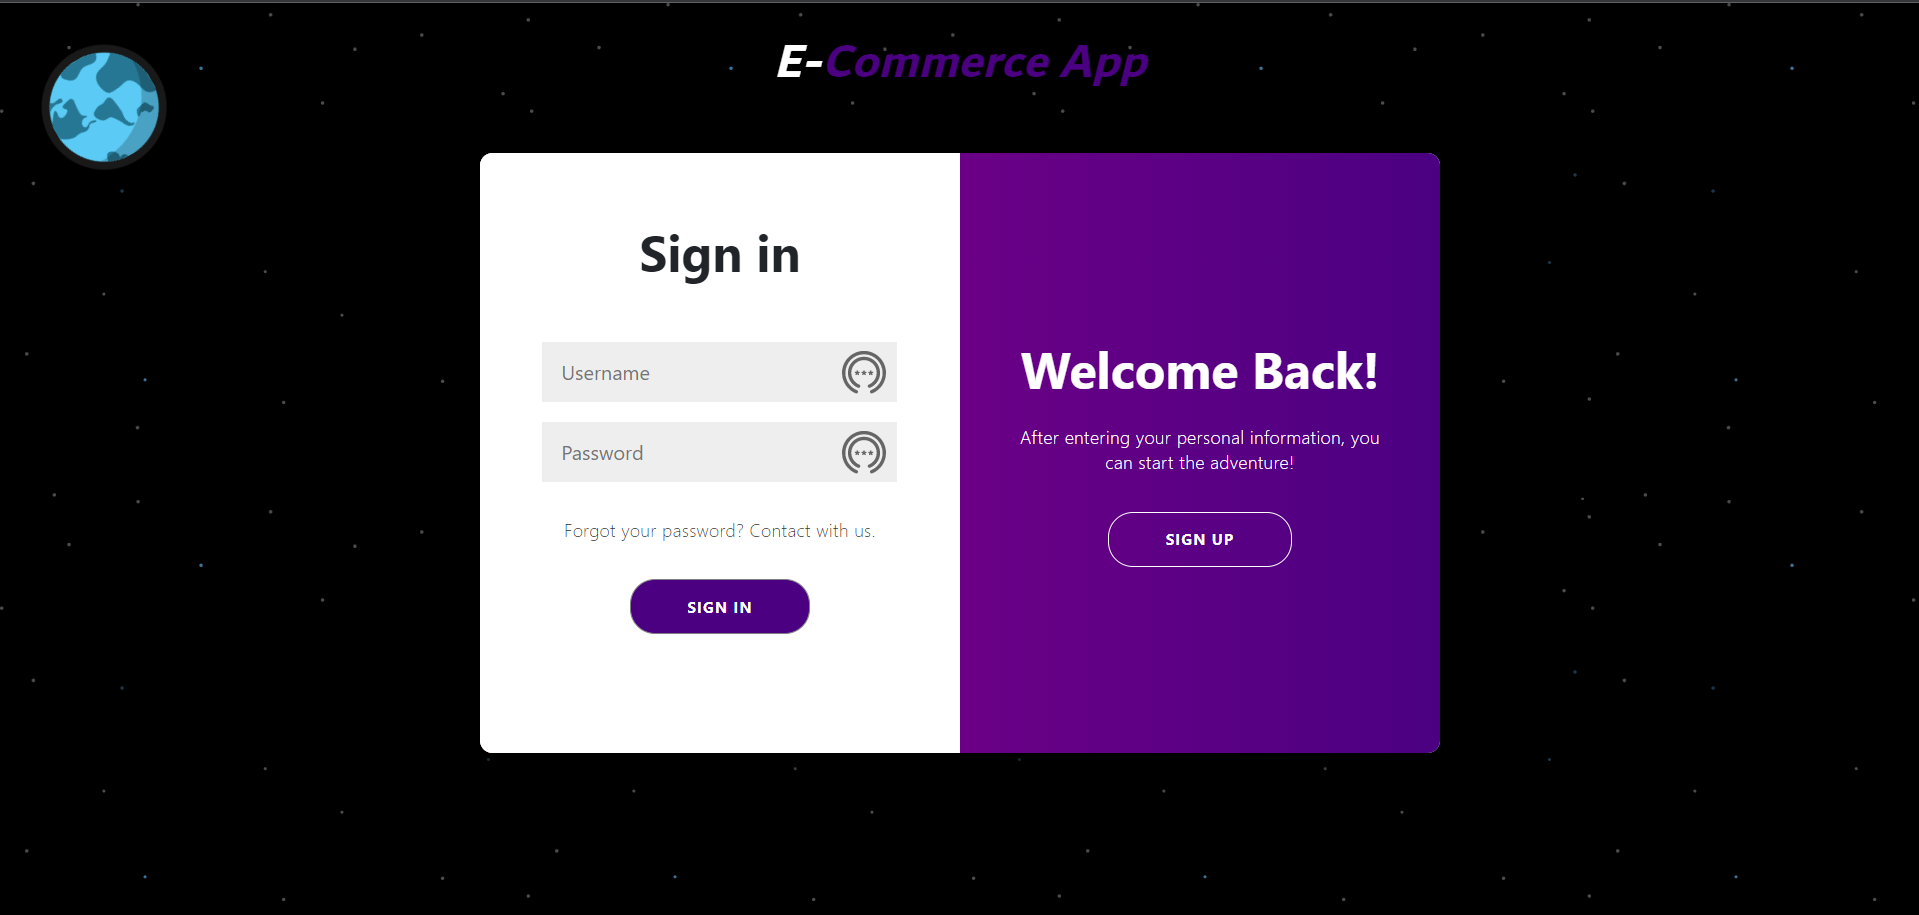 E-Commerce App
Sign in
Username
Password
Forgot your password? Contact with us.
SIGN IN
Welcome Back!
After entering your personal information, you
can start the adventure!
SIGN UP